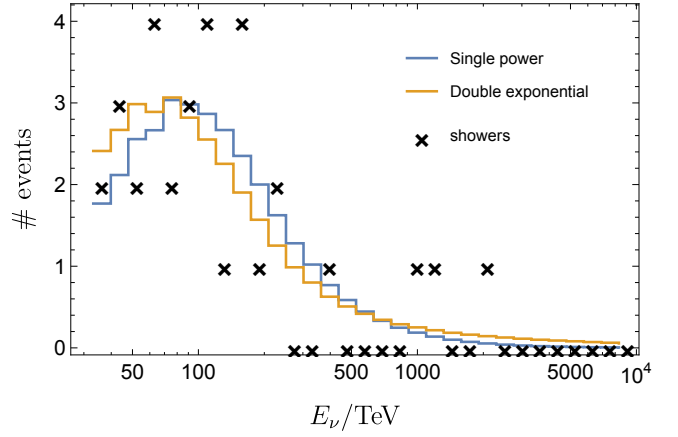 4
3
2
1
0
# events
Single power
Double exponential
showers
50 100 500 1000 5000 10^4
E_ν/TeV